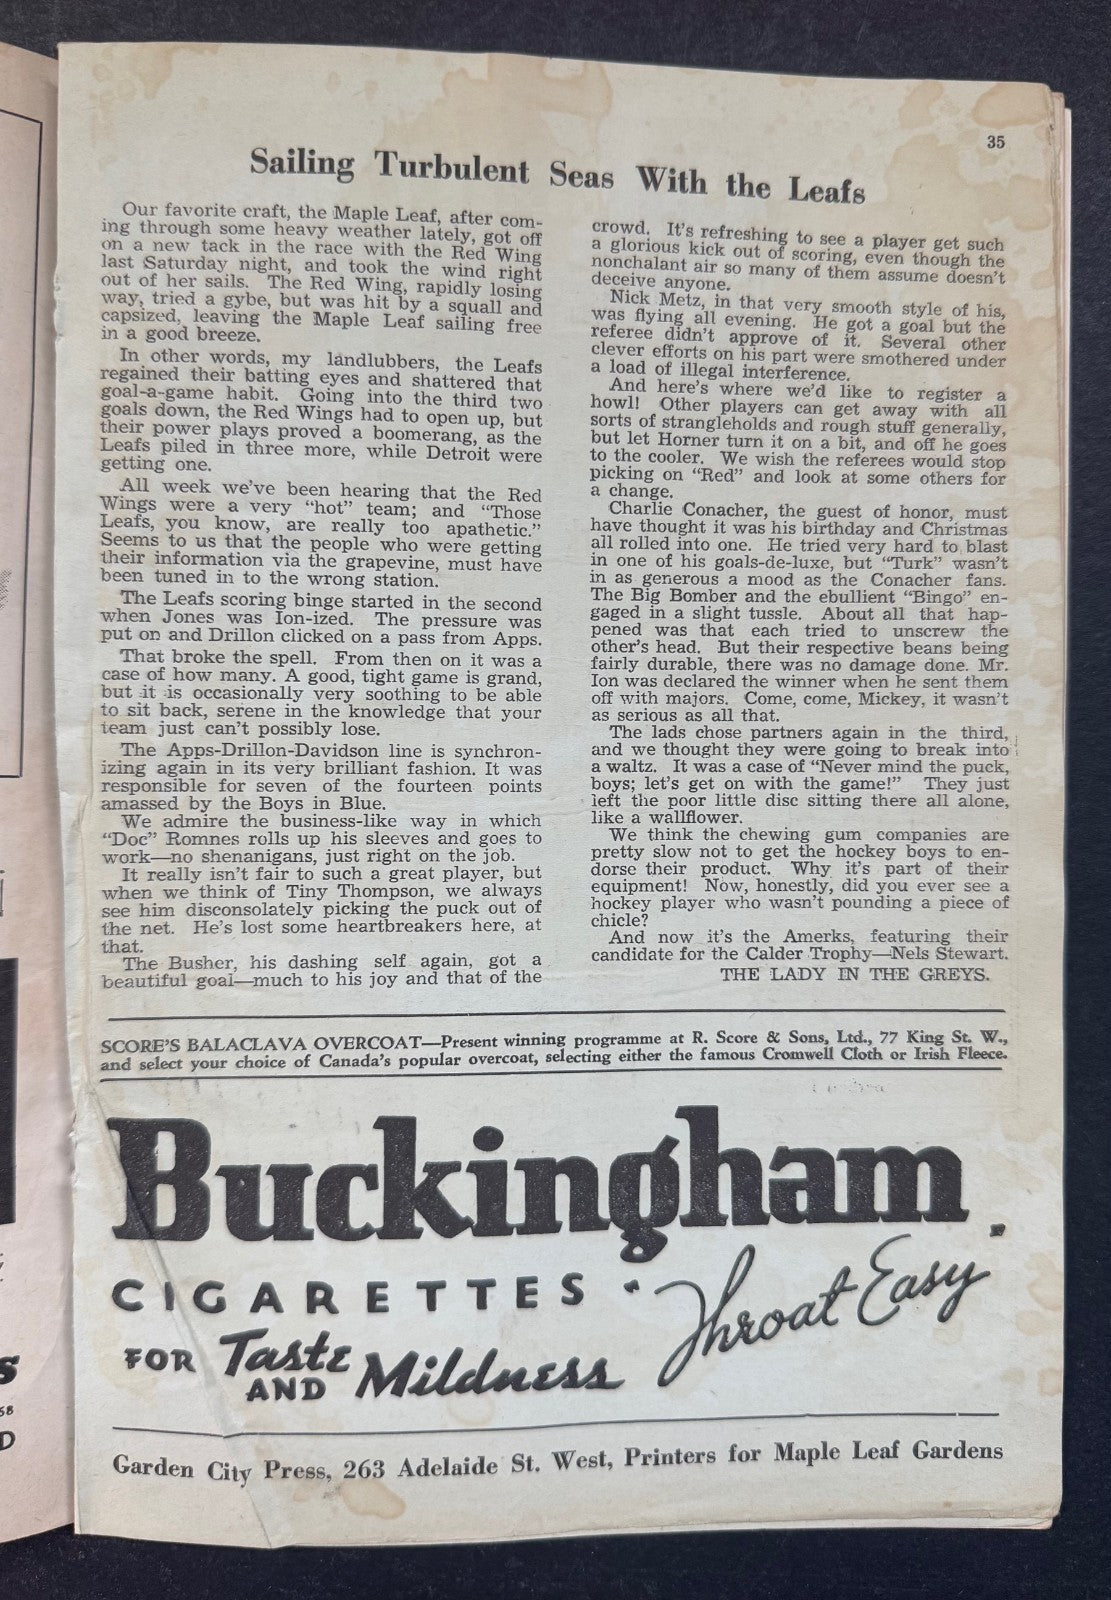 35
Sailing Turbulent Seas With the Leafs
Our favorite craft, the Maple Leaf, after com-
ing through some heavy weather lately, got off
on a new tack in the race with the Red Wing
last Saturday night, and took the wind right
out of her sails. The Red Wing, rapidly losing
way, tried a gybe, but was hit by a squall and
capsized, leaving the Maple Leaf sailing free
in a good breeze.
In other words, my landlubbers, the Leafs
regained their batting eyes and shattered that
goal-a-game habit. Going into the third two
goals down, the Red Wings had to open up, but
their power plays proved a boomerang, as the
Leafs piled in three more, while Detroit were
getting one.
All week we've been hearing that the Red
Wings were a very "hot" team; and "Those
Leafs, you know, are really too apathetic."
Seems to us that the people who were getting
their information via the grapevine, must have
been tuned in to the wrong station.
The Leafs scoring binge started in the second
when Jones was Ion-ized. The pressure was
put on and Drillon clicked on a pass from Apps.
That broke the spell. From then on it was a
case of how many. A good, tight game is grand,
but it is occasionally very soothing to be able
to sit back, serene in the knowledge that your
team just can't possibly lose.
The Apps-Drillon-Davidson line is synchron-
izing again in its very brilliant fashion. It was
responsible for seven of the fourteen points
amassed by the Boys in Blue.
We admire the business-like way in which
"Doc" Romnes rolls up his sleeves and goes to
work—no shenanigans, just right on the job.
It really isn't fair to such a great player, but
when we think of Tiny Thompson, we always
see him disconsolately picking the puck out of
the net. He's lost some heartbreakers here, at
that.
The Busher, his dashing self again, got a
beautiful goal—much to his joy and that of the
crowd. It's refreshing to see a player get such
a glorious kick out of scoring, even though the
nonchalant air so many of them assume doesn't
deceive anyone.
Nick Metz, in that very smooth style of his,
was flying all evening. He got a goal but the
referee didn't approve of it. Several other
clever efforts on his part were smothered under
a load of illegal interference.
And here's where we'd like to register a
howl! Other players can get away with all
sorts of strangleholds and rough stuff generally,
but let Horner turn it on a bit, and off he goes
to the cooler. We wish the referees would stop
picking on "Red" and look at some others for
a change.
Charlie Conacher, the guest of honor, must
have thought it was his birthday and Christmas
all rolled into one. He tried very hard to blast
in one of his goals-de-luxe, but "Turk" wasn't
in as generous a mood as the Conacher fans.
The Big Bomber and the ebullient "Bingo" en-
gaged in a slight tussle. About all that hap-
pened was that each tried to unscrew the
other's head. But their respective beans being
fairly durable, there was no damage done. Mr.
Ion was declared the winner when he sent them
off with majors. Come, come, Mickey, it wasn't
as serious as all that.
The lads chose partners again in the third,
and we thought they were going to break into
a waltz. It was a case of "Never mind the puck,
boys; let's get on with the game!" They just
left the poor little disc sitting there all alone,
like a wallflower.
We think the chewing gum companies are
pretty slow not to get the hockey boys to en-
dorse their product. Why it's part of their
equipment! Now, honestly, did you ever see a
hockey player who wasn't pounding a piece of
chicle?
And now it's the Amerks, featuring their
candidate for the Calder Trophy—Nels Stewart.
THE LADY IN THE GREYS.
SCORE'S BALACLAVA OVERCOAT—Present winning programme at R. Score & Sons, Ltd., 77 King St. W.,
and select your choice of Canada's popular overcoat, selecting either the famous Cromwell Cloth or Irish Fleece.
Buckingham
CIGARETTES "Throat Easy"
FOR Taste AND Mildness
Garden City Press, 263 Adelaide St. West, Printers for Maple Leaf Gardens